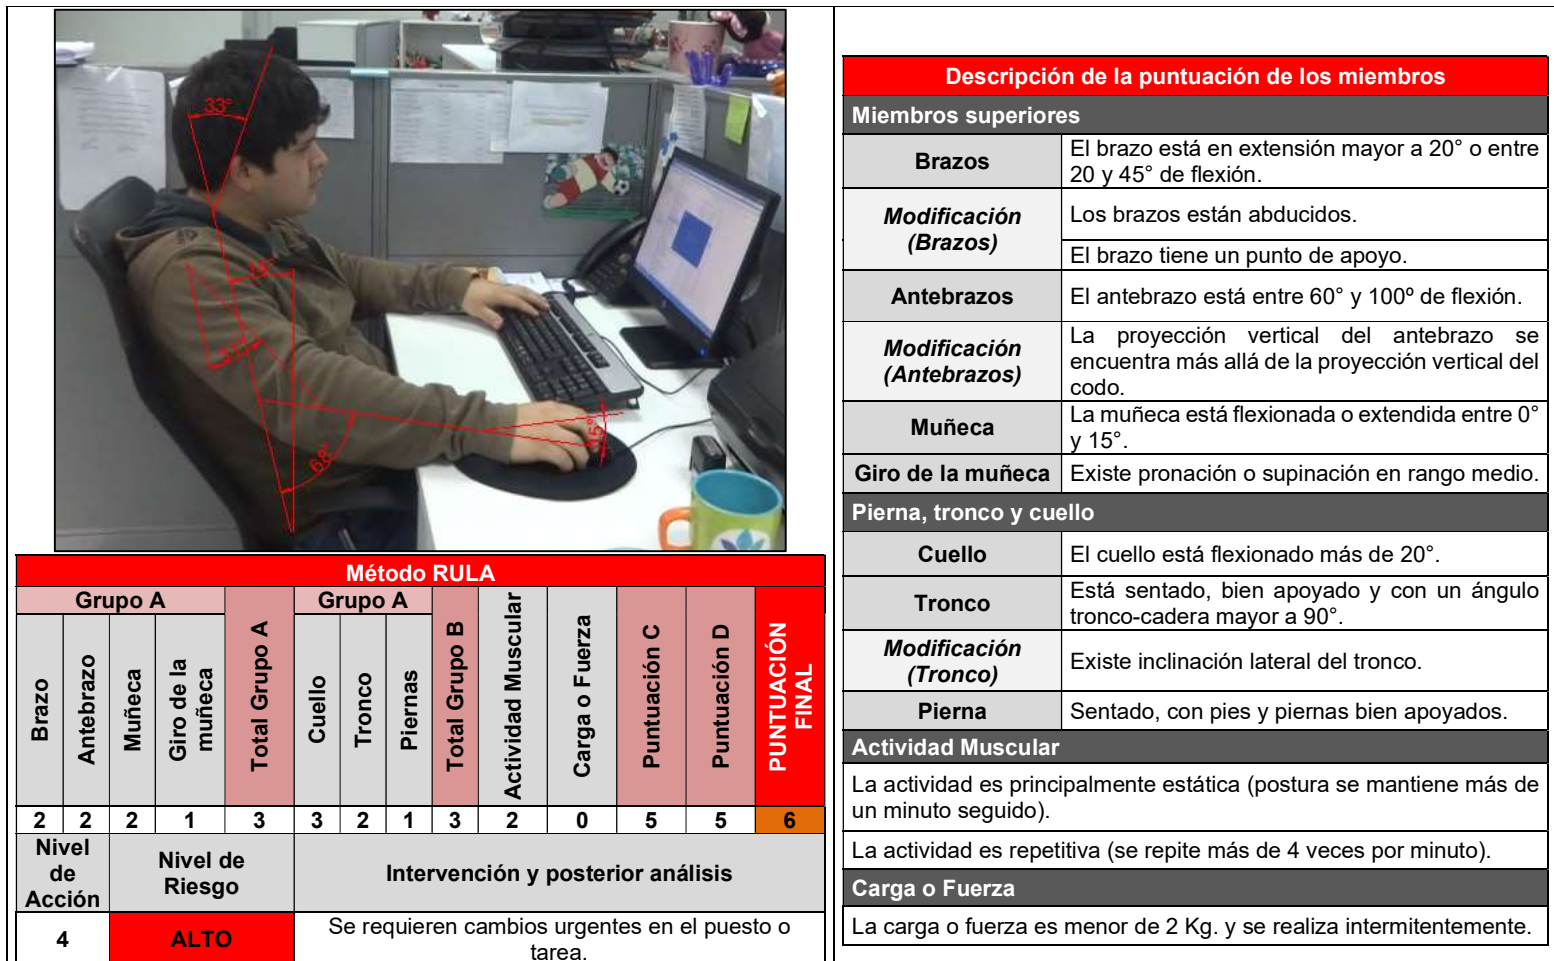 33°
15°
68°
Método RULA
Grupo A
Grupo A
Brazo
Antebrazo
Muñeca
Giro de la
muñeca
Total Grupo A
Cuello
Tronco
Piernas
Total Grupo B
Actividad Muscular
Carga o Fuerza
Puntuación C
Puntuación D
PUNTUACIÓN
FINAL
2 2 2 1 3 3 2 1 3 2 0 5 5 6
Nivel
de
Acción
Nivel de
Riesgo
Intervención y posterior análisis
4
ALTO
Se requieren cambios urgentes en el puesto o
tarea.
Descripción de la puntuación de los miembros
Miembros superiores
Brazos
El brazo está en extensión mayor a 20° o entre
20 y 45° de flexión.
Modificación
(Brazos)
Los brazos están abducidos.
El brazo tiene un punto de apoyo.
Antebrazos
El antebrazo está entre 60° y 100º de flexión.
Modificación
(Antebrazos)
La proyección vertical del antebrazo se
encuentra más allá de la proyección vertical del
codo.
Muñeca
La muñeca está flexionada o extendida entre 0°
y 15°.
Giro de la muñeca
Existe pronación o supinación en rango medio.
Pierna, tronco y cuello
Cuello
El cuello está flexionado más de 20°.
Tronco
Está sentado, bien apoyado y con un ángulo
tronco-cadera mayor a 90°.
Modificación
(Tronco)
Existe inclinación lateral del tronco.
Pierna
Sentado, con pies y piernas bien apoyados.
Actividad Muscular
La actividad es principalmente estática (postura se mantiene más de
un minuto seguido).
La actividad es repetitiva (se repite más de 4 veces por minuto).
Carga o Fuerza
La carga o fuerza es menor de 2 Kg. y se realiza intermitentemente.